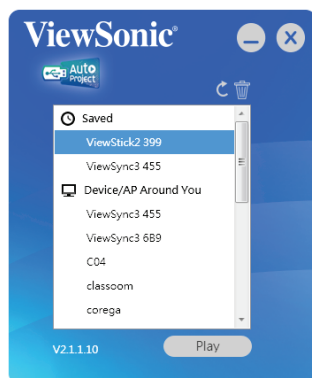 ViewSonic®
Auto
Project
Saved
ViewStick2 399
ViewSync3 455
Device/AP Around You
ViewSync3 455
ViewSync3 6B9
C04
classoom
corega
V2.1.1.10
Play